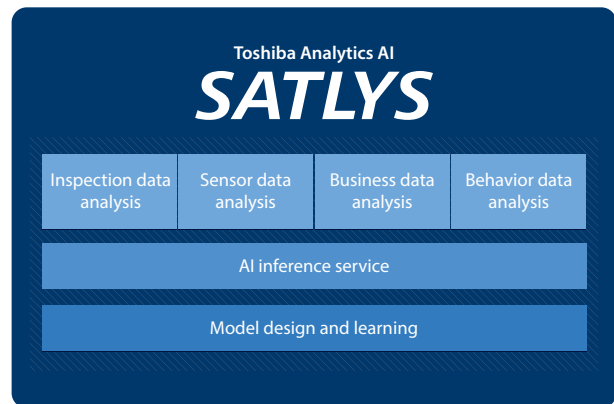 Toshiba Analytics AI
SATLYS
Inspection data
analysis
Sensor data
analysis
Business data
analysis
Behavior data
analysis
AI inference service
Model design and learning